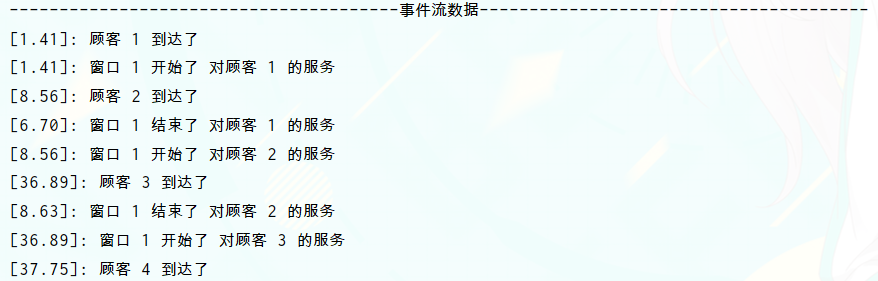 ---------------------------------------事件流数据---------------------------------------
[1.41]: 顾客 1 到达了
[1.41]: 窗口 1 开始了 对顾客 1 的服务
[8.56]: 顾客 2 到达了
[6.70]: 窗口 1 结束了 对顾客 1 的服务
[8.56]: 窗口 1 开始了 对顾客 2 的服务
[36.89]: 顾客 3 到达了
[8.63]: 窗口 1 结束了 对顾客 2 的服务
[36.89]: 窗口 1 开始了 对顾客 3 的服务
[37.75]: 顾客 4 到达了